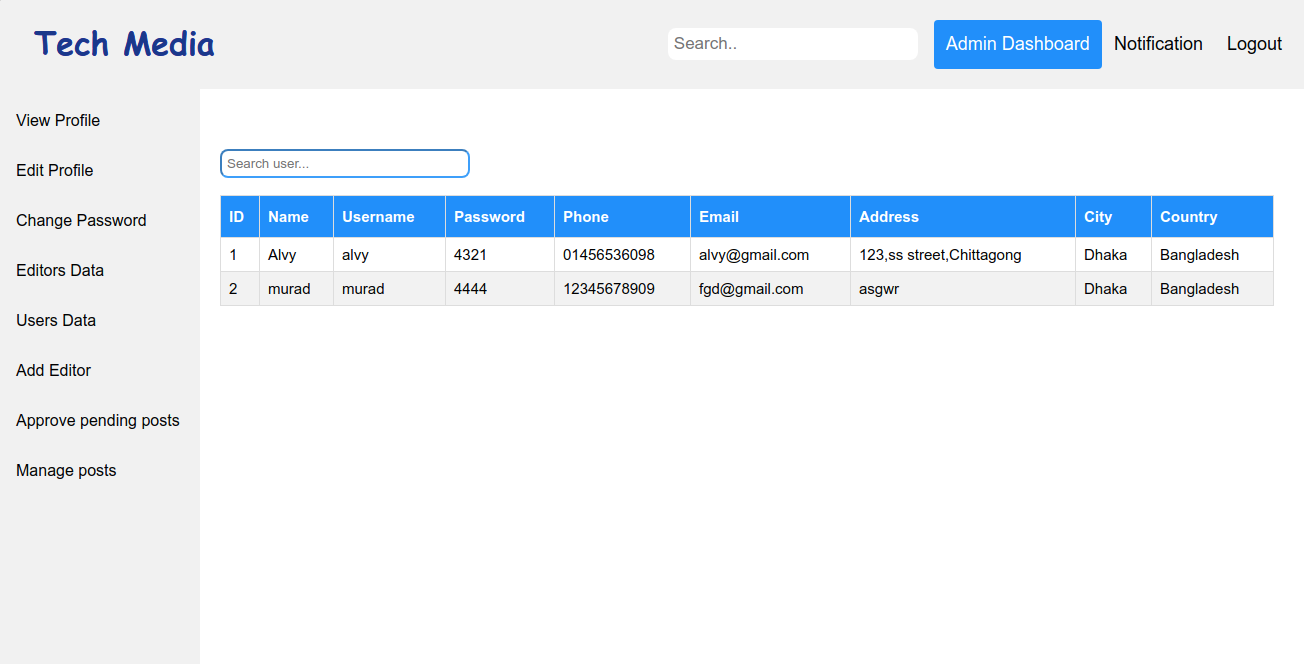 Tech Media
Search..
Admin Dashboard
Notification
Logout
View Profile
Edit Profile
Change Password
Editors Data
Users Data
Add Editor
Approve pending posts
Manage posts
Search user...
ID Name Username Password Phone Email Address City Country
1 Alvy alvy 4321 01456536098 alvy@gmail.com 123,ss street,Chittagong Dhaka Bangladesh
2 murad murad 4444 12345678909 fgd@gmail.com asgwr Dhaka Bangladesh